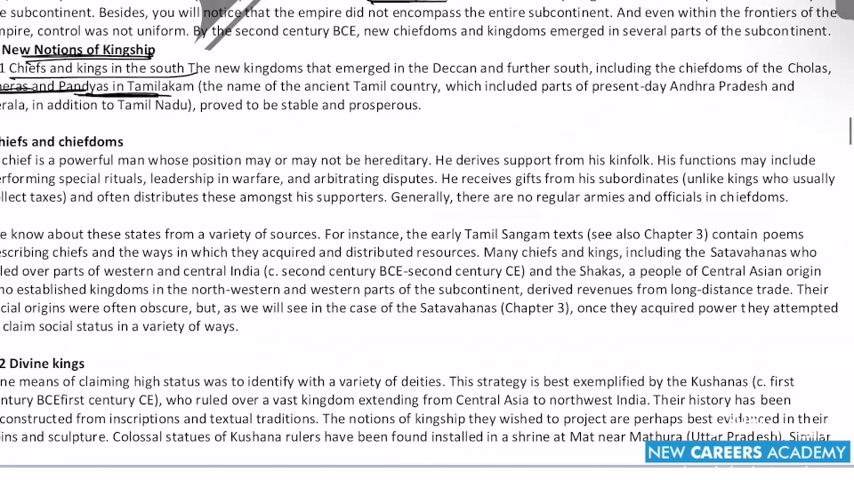 e subcontinent. Besides, you will notice that the empire did not encompass the entire subcontinent. And even within the frontiers of the
mpire, control was not uniform. By the second century BCE, new chiefdoms and kingdoms emerged in several parts of the subcontinent.
New Notions of Kingship
1 Chiefs and kings in the south The new kingdoms that emerged in the Deccan and further south, including the chiefdoms of the Cholas,
heras and Pandyas in Tamilakam (the name of the ancient Tamil country, which included parts of present-day Andhra Pradesh and
erala, in addition to Tamil Nadu), proved to be stable and prosperous.
hiefs and chiefdoms
chief is a powerful man whose position may or may not be hereditary. He derives support from his kinfolk. His functions may include
erforming special rituals, leadership in warfare, and arbitrating disputes. He receives gifts from his subordinates (unlike kings who usually
ollect taxes) and often distributes these amongst his supporters. Generally, there are no regular armies and officials in chiefdoms.
e know about these states from a variety of sources. For instance, the early Tamil Sangam texts (see also Chapter 3) contain poems
escribing chiefs and the ways in which they acquired and distributed resources. Many chiefs and kings, including the Satavahanas who
led over parts of western and central India (c. second century BCE-second century CE) and the Shakas, a people of Central Asian origin
ho established kingdoms in the north-western and western parts of the subcontinent, derived revenues from long-distance trade. Their
cial origins were often obscure, but, as we will see in the case of the Satavahanas (Chapter 3), once they acquired power they attempted
claim social status in a variety of ways.
2 Divine kings
ne means of claiming high status was to identify with a variety of deities. This strategy is best exemplified by the Kushanas (c. first
ntury BCEfirst century CE), who ruled over a vast kingdom extending from Central Asia to northwest India. Their history has been
constructed from inscriptions and textual traditions. The notions of kingship they wished to project are perhaps best evidenced in their
ins and sculpture. Colossal statues of Kushana rulers have been found installed in a shrine at Mat near Mathura (Uttar Pradesh). Similar
NEW CAREERS ACADEMY